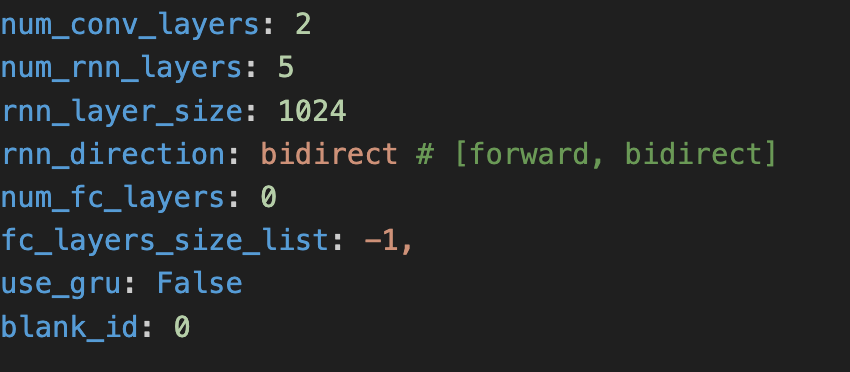 num_conv_layers: 2
num_rnn_layers: 5
rnn_layer_size: 1024
rnn_direction: bidirect # [forward, bidirect]
num_fc_layers: 0
fc_layers_size_list: -1,
use_gru: False
blank_id: 0